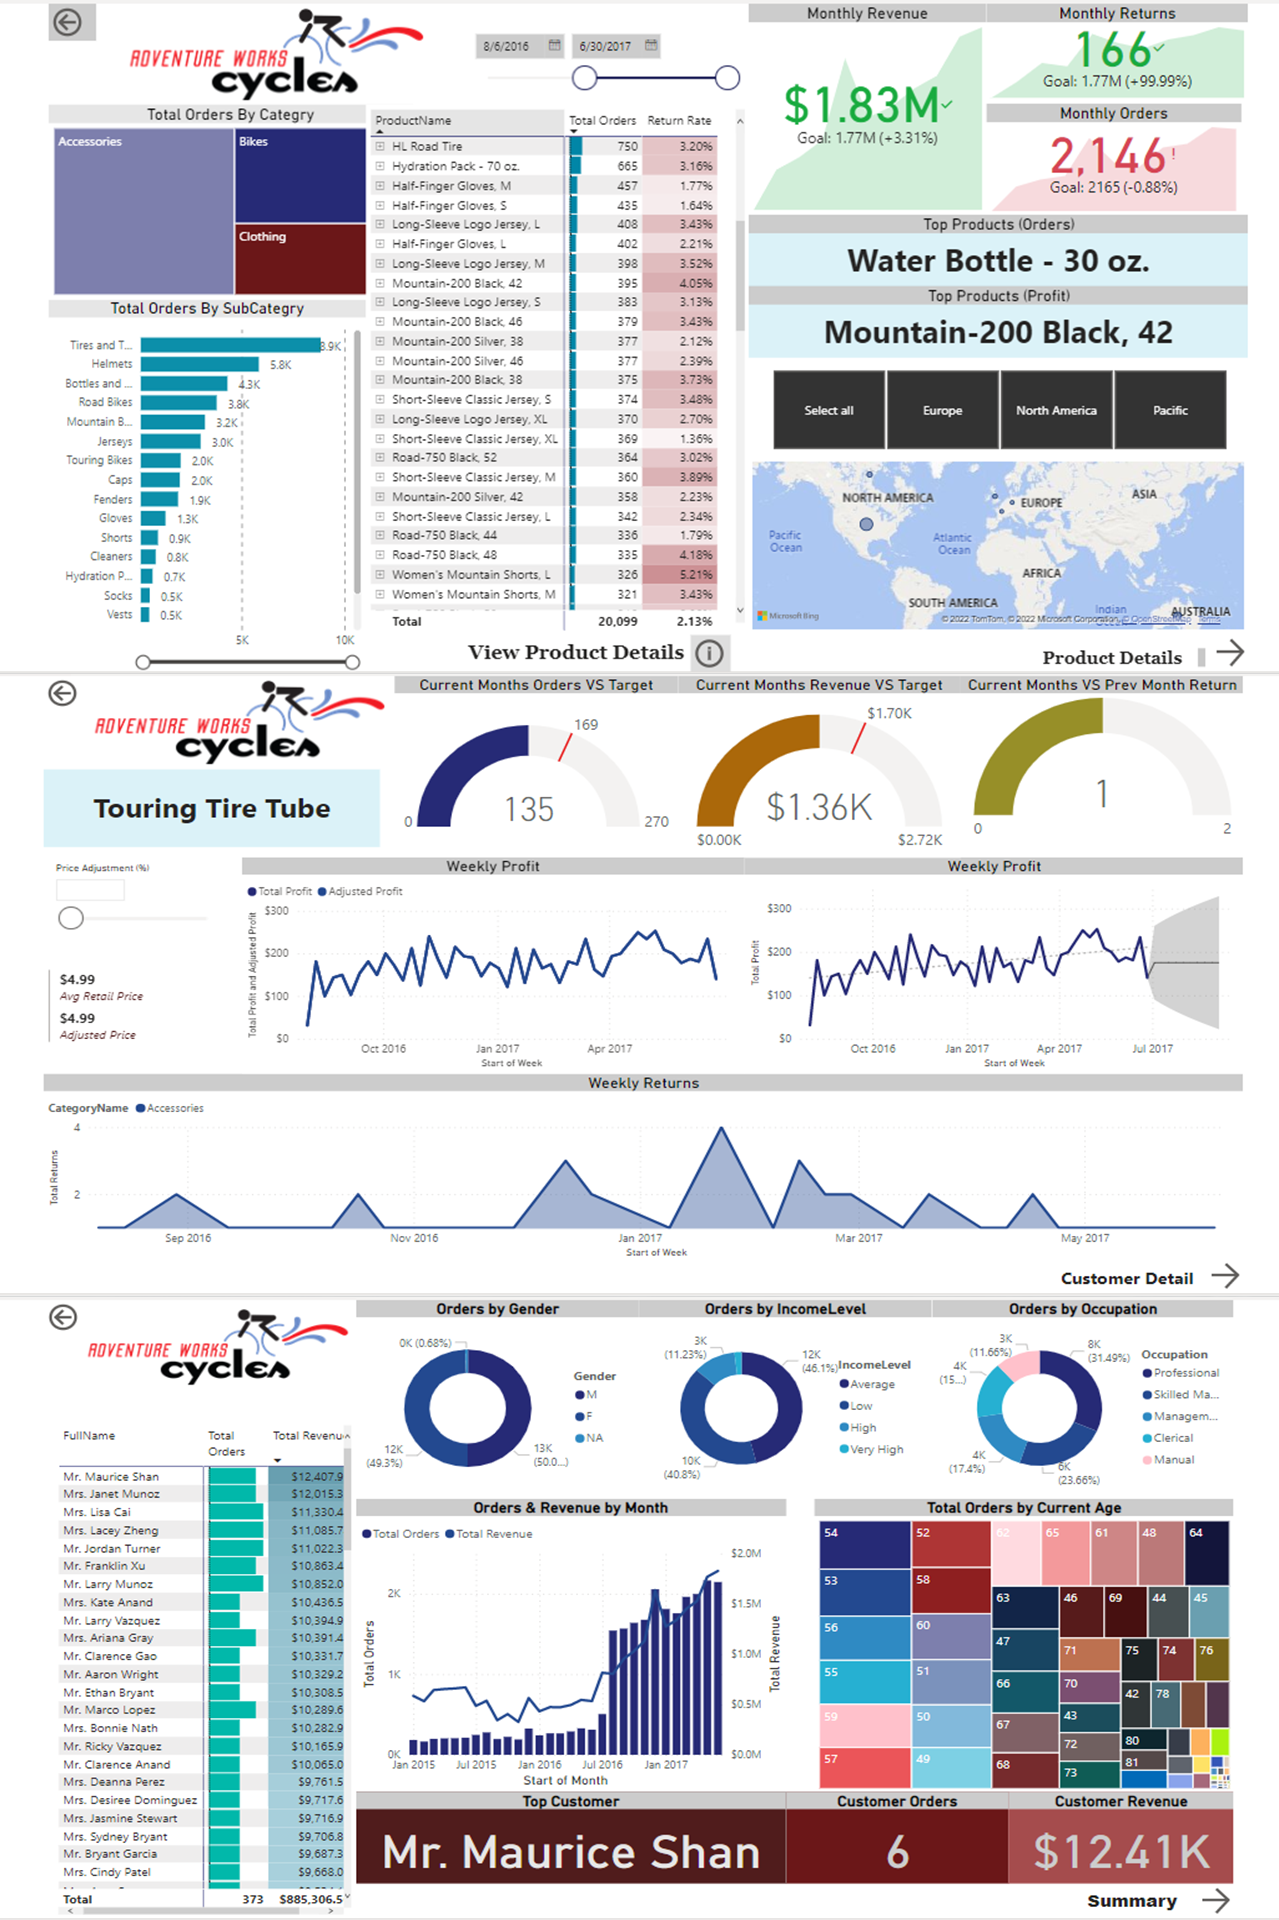 ADVENTURE WORKS
cycles
8/6/2016
6/30/2017
Monthly Revenue
$1.83M
Goal: 1.77M (+3.31%)
Monthly Returns
166
Goal: 1.77M (+99.99%)
Monthly Orders
2,146!
Goal: 2165 (-0.88%)
Total Orders By Categry
Accessories
Bikes
Clothing
Total Orders By SubCategry
Tires and T... 8.9K
Helmets 5.8K
Bottles and ... 4.3K
Road Bikes 3.8K
Mountain B... 3.2K
Jerseys 3.0K
Touring Bikes 2.0K
Caps 2.0K
Fenders 1.9K
Gloves 1.3K
Shorts 0.9K
Cleaners 0.8K
Hydration P... 0.7K
Socks 0.5K
Vests 0.5K
5K 10K
ProductName Total Orders Return Rate
HL Road Tire 750 3.20%
Hydration Pack - 70 oz. 665 3.16%
Half-Finger Gloves, M 457 1.77%
Half-Finger Gloves, S 435 1.64%
Long-Sleeve Logo Jersey, L 408 3.43%
Half-Finger Gloves, L 402 2.21%
Long-Sleeve Logo Jersey, M 398 3.52%
Mountain-200 Black, 42 395 4.05%
Long-Sleeve Logo Jersey, S 383 3.13%
Mountain-200 Black, 46 379 3.43%
Mountain-200 Silver, 38 377 2.12%
Mountain-200 Silver, 46 377 2.39%
Mountain-200 Black, 38 375 3.73%
Short-Sleeve Classic Jersey, S 374 3.48%
Long-Sleeve Logo Jersey, XL 370 2.70%
Short-Sleeve Classic Jersey, XL 369 1.36%
Road-750 Black, 52 364 3.02%
Short-Sleeve Classic Jersey, M 360 3.89%
Mountain-200 Silver, 42 358 2.23%
Short-Sleeve Classic Jersey, L 342 2.34%
Road-750 Black, 44 336 1.79%
Road-750 Black, 48 335 4.18%
Women's Mountain Shorts, L 326 5.21%
Women's Mountain Shorts, M 321 3.43%
Total 20,099 2.13%
View Product Details
Top Products (Orders)
Water Bottle - 30 oz.
Top Products (Profit)
Mountain-200 Black, 42
Select all Europe North America Pacific
NORTH AMERICA
EUROPE
ASIA
Pacific
Ocean
Atlantic
Ocean
AFRICA
SOUTH AMERICA
Indian
AUSTRALIA
Microsoft Bing
© 2022 TomTom, © 2022 Microsoft Corporation, © OpenStreetMap Terms
Product Details
ADVENTURE WORKS
cycles
Touring Tire Tube
Current Months Orders VS Target
169
135
0 270
Current Months Revenue VS Target
$1.70K
$1.36K
$0.00K $2.72K
Current Months VS Prev Month Return
1
0 2
Price Adjustment (%)
$4.99
Avg Retail Price
$4.99
Adjusted Price
Weekly Profit
Total Profit Adjusted Profit
Total Profit and Adjusted Profit
$300
$200
$100
$0
Oct 2016 Jan 2017 Apr 2017
Start of Week
Weekly Profit
Total Profit
$300
$200
$100
$0
Oct 2016 Jan 2017 Apr 2017 Jul 2017
Start of Week
Weekly Returns
CategoryName Accessories
Total Returns
4
2
Sep 2016 Nov 2016 Jan 2017 Mar 2017 May 2017
Start of Week
Customer Detail
ADVENTURE WORKS
cycles
FullName Total Orders Total Revenu
Mr. Maurice Shan $12,407.9
Mrs. Janet Munoz $12,015.3
Mrs. Lisa Cai $11,330.4
Mrs. Lacey Zheng $11,085.7
Mr. Jordan Turner $11,022.3
Mr. Franklin Xu $10,863.4
Mr. Larry Munoz $10,852.0
Mrs. Kate Anand $10,436.5
Mr. Larry Vazquez $10,394.9
Mrs. Ariana Gray $10,391.4
Mr. Clarence Gao $10,331.7
Mr. Aaron Wright $10,329.2
Mr. Ethan Bryant $10,308.5
Mr. Marco Lopez $10,289.6
Mrs. Bonnie Nath $10,282.9
Mr. Ricky Vazquez $10,165.9
Mr. Clarence Anand $10,065.0
Mrs. Deanna Perez $9,761.5
Mrs. Desiree Dominguez $9,717.6
Mrs. Jasmine Stewart $9,716.9
Mrs. Sydney Bryant $9,706.8
Mr. Bryant Garcia $9,687.3
Mrs. Cindy Patel $9,668.0
Total 373 $885,306.5
Orders by Gender
0K (0.68%)
12K
(49.3%)
13K
(50.0...)
Gender
M
F
NA
Orders by IncomeLevel
3K
(11.23%)
12K
(46.1%)
10K
(40.8%)
IncomeLevel
Average
Low
High
Very High
Orders by Occupation
3K
(11.66%)
8K
(31.49%)
4K
(15...)
4K
(17.4%)
6K
(23.66%)
Occupation
Professional
Skilled Ma...
Managem...
Clerical
Manual
Orders & Revenue by Month
Total Orders Total Revenue
Total Orders
2K
1K
0K
$2.0M
$1.5M
$1.0M
$0.5M
$0.0M
Total Revenue
Jan 2015 Jul 2015 Jan 2016 Jul 2016 Jan 2017
Start of Month
Total Orders by Current Age
54 52 62 65 61 48 64
53 58
56 60 63 46 69 44 45
55 51 47 71 75 74 76
59 50 66 70 42 78
57 49 67 43
68 72 80
73 81
Top Customer
Mr. Maurice Shan
Customer Orders
6
Customer Revenue
$12.41K
Summary